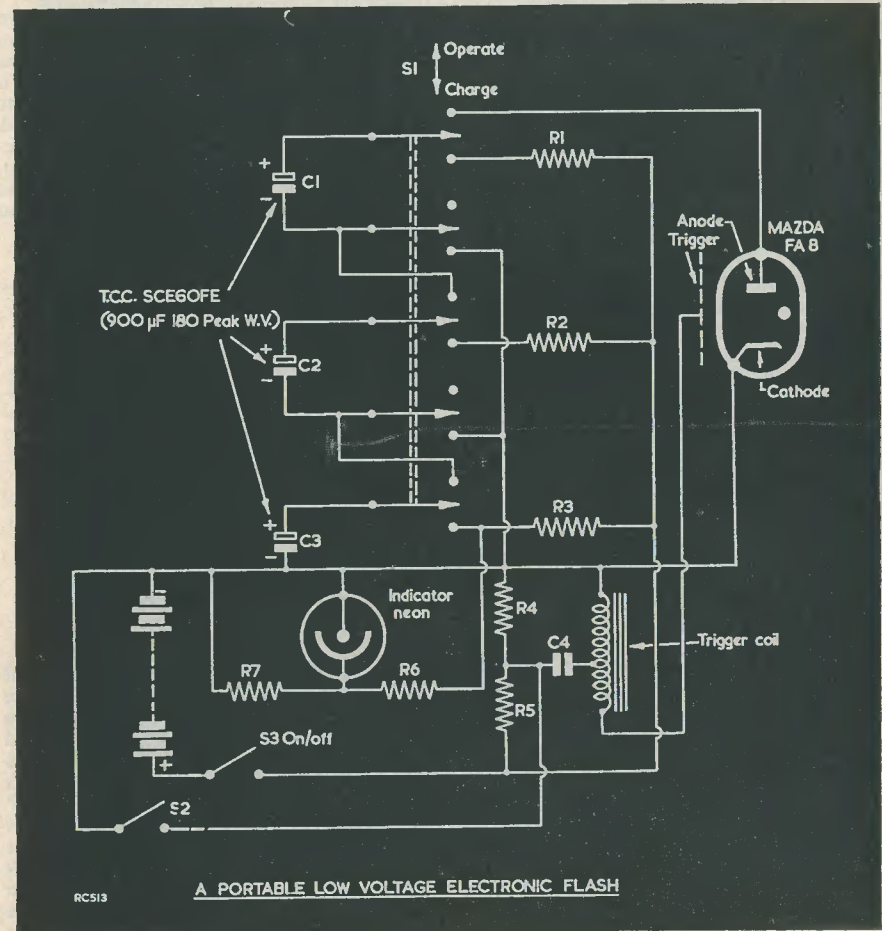 Operate
S1
Charge
R1
+
C1
-
Anode
Trigger
MAZDA
FA 8
T.C.C. SCE60FE
(900 µF 180 Peak W.V.)
+
C2
-
R2
Cathode
R3
+
C3
-
Indicator
neon
-
R4
C4
Trigger coil
R7
R6
R5
S3 On/off
+
S2
RC513
A PORTABLE LOW VOLTAGE ELECTRONIC FLASH